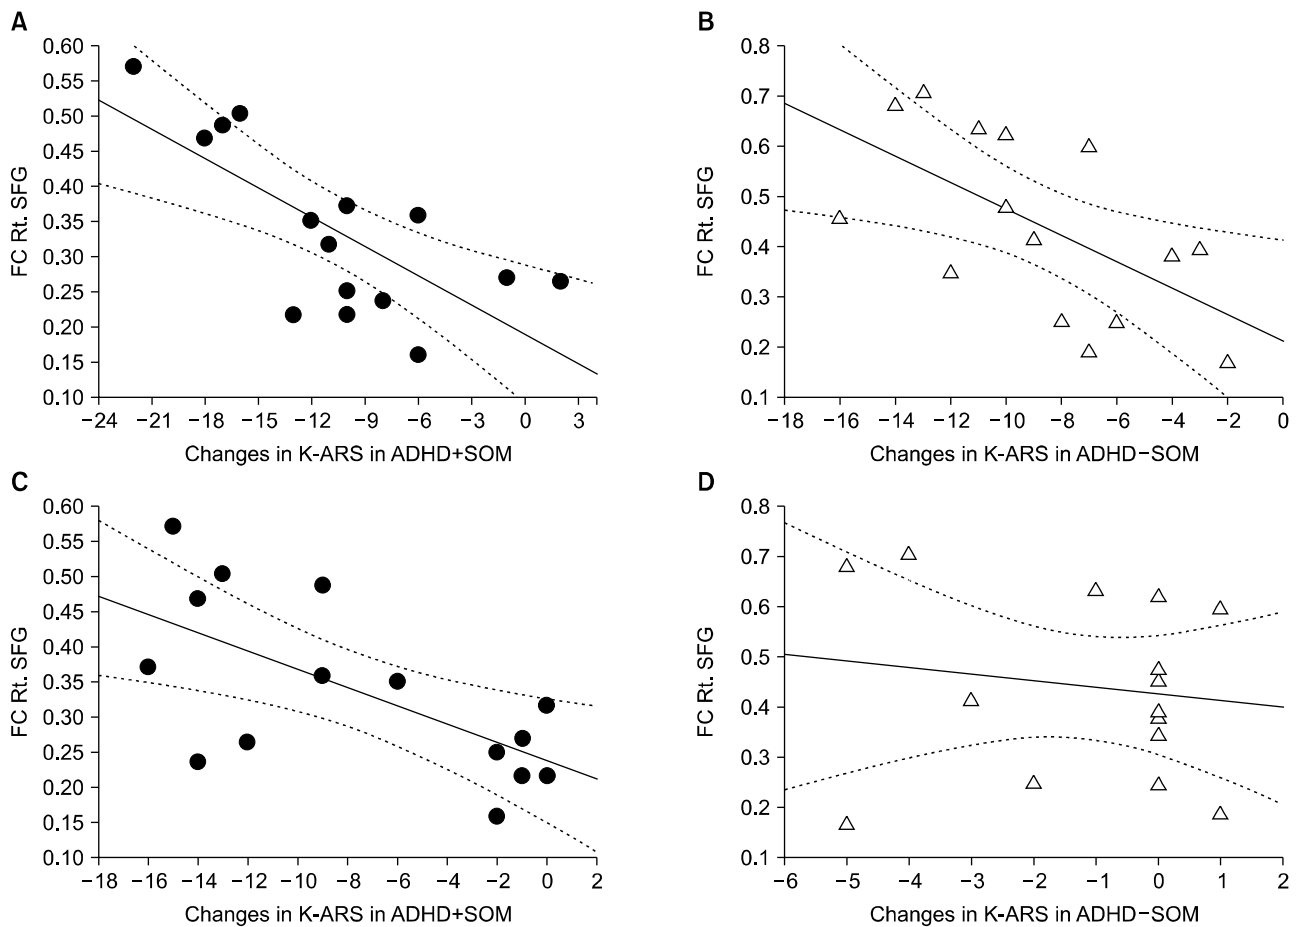 A
0.60
0.55
0.50
0.45
0.40
0.35
0.30
0.25
0.20
0.15
0.10
FC Rt. SFG
−24 −21 −18 −15 −12 −9 −6 −3 0 3
Changes in K-ARS in ADHD+SOM
B
0.8
0.7
0.6
0.5
0.4
0.3
0.2
0.1
FC Rt. SFG
−18 −16 −14 −12 −10 −8 −6 −4 −2 0
Changes in K-ARS in ADHD−SOM
C
0.60
0.55
0.50
0.45
0.40
0.35
0.30
0.25
0.20
0.15
0.10
FC Rt. SFG
−18 −16 −14 −12 −10 −8 −6 −4 −2 0 2
Changes in K-ARS in ADHD+SOM
D
0.8
0.7
0.6
0.5
0.4
0.3
0.2
0.1
FC Rt. SFG
−6 −5 −4 −3 −2 −1 0 1 2
Changes in K-ARS in ADHD−SOM